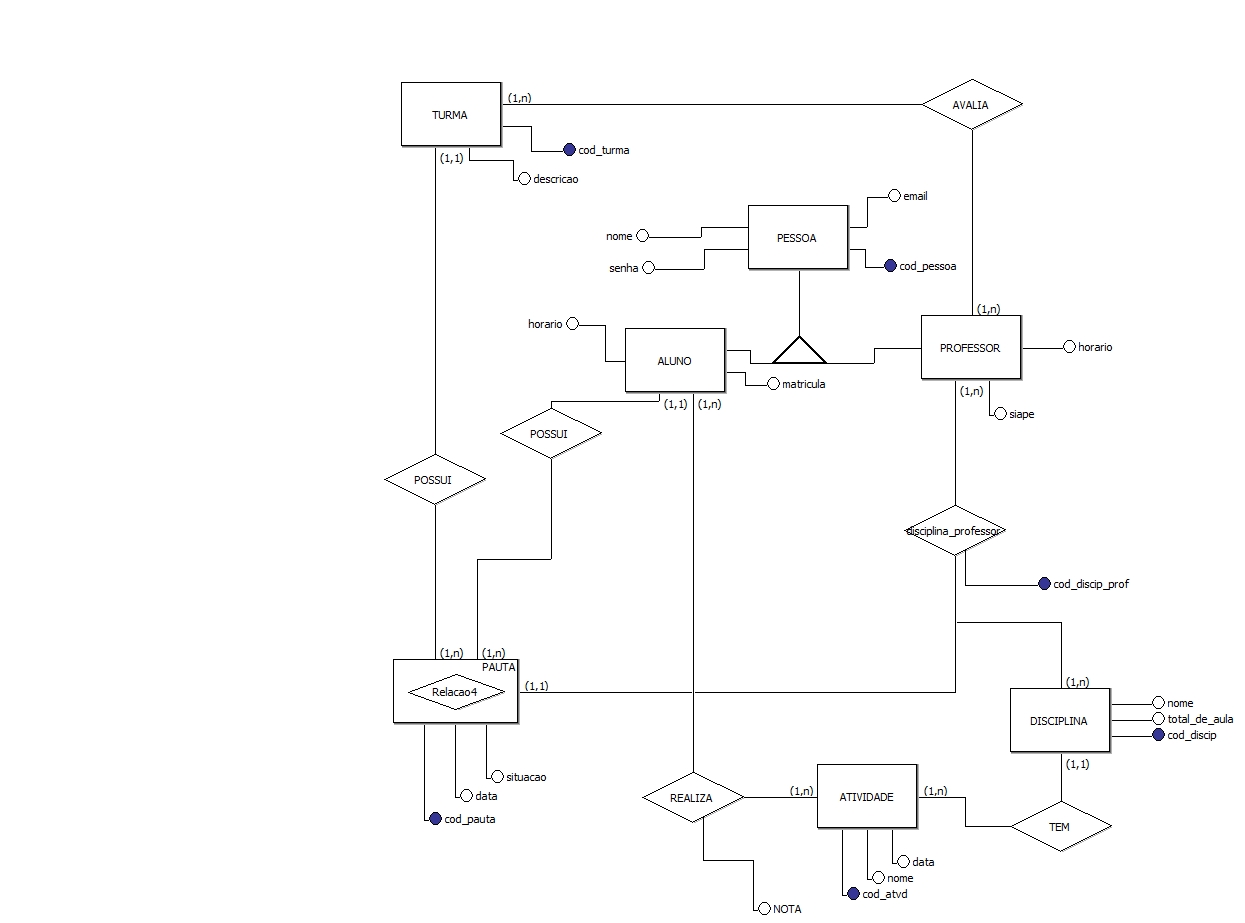 (1,n)
TURMA
AVALIA
cod_turma
(1,1)
descricao
email
nome
PESSOA
senha
cod_pessoa
(1,n)
horario
PROFESSOR
horario
ALUNO
matricula
(1,1)
(1,n)
(1,n)
siape
POSSUI
POSSUI
disciplina_professor
cod_discip_prof
(1,n)
(1,n)
PAUTA
Relacao4
(1,1)
(1,n)
nome
DISCIPLINA
total_de_aula
cod_discip
(1,1)
situacao
data
cod_pauta
REALIZA
(1,n)
ATIVIDADE
(1,n)
TEM
data
nome
cod_atvd
NOTA